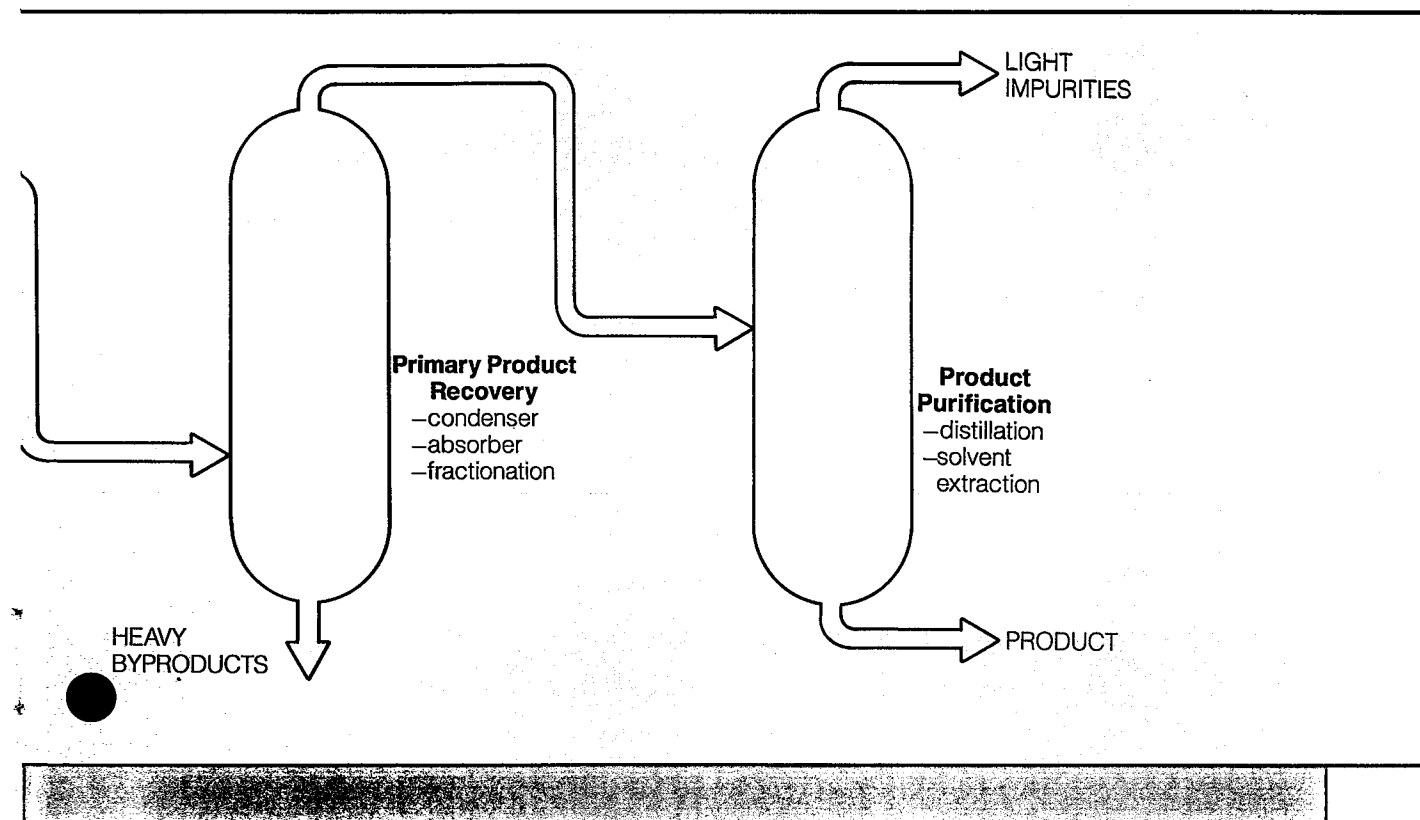 LIGHT
IMPURITIES
Primary Product
Recovery
–condenser
–absorber
–fractionation
Product
Purification
–distillation
–solvent
extraction
HEAVY
BYPRODUCTS
PRODUCT